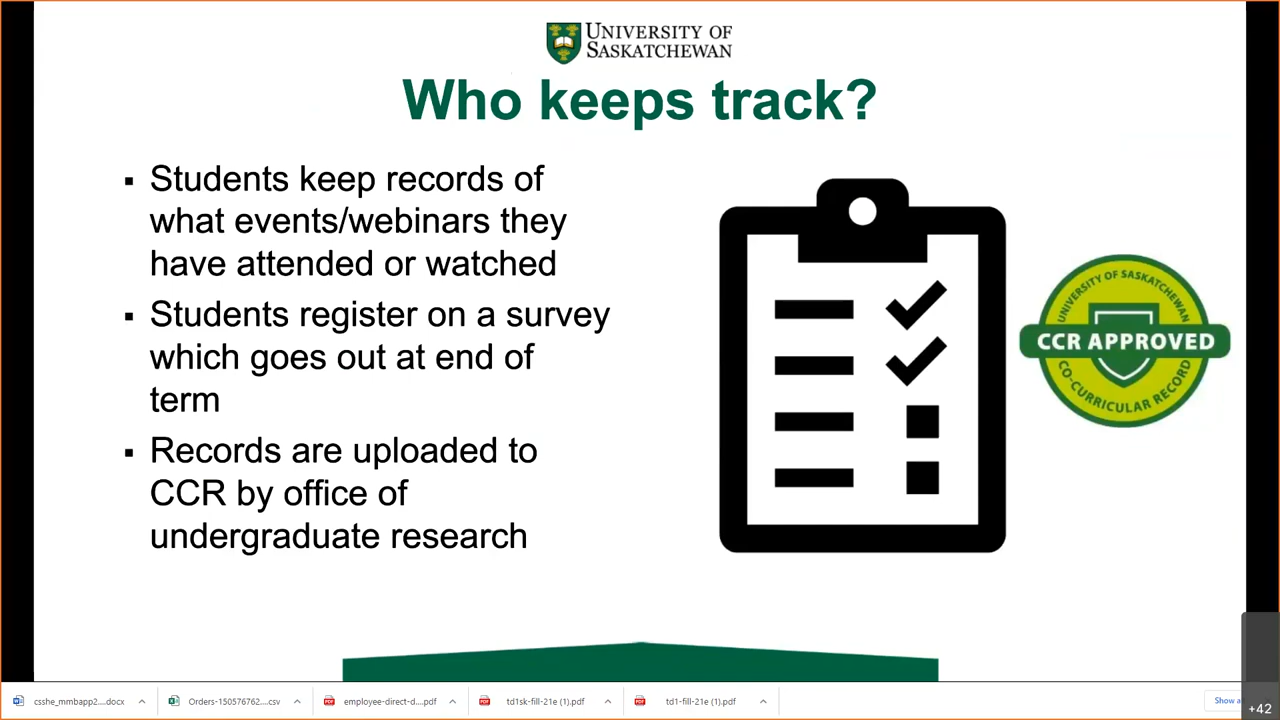 UNIVERSITY OF
SASKATCHEWAN
Who keeps track?
▪ Students keep records of
what events/webinars they
have attended or watched
▪ Students register on a survey
which goes out at end of
term
▪ Records are uploaded to
CCR by office of
undergraduate research
UNIVERSITY OF SASKATCHEWAN
CCR APPROVED
CO-CURRICULAR RECORD
csshe_mmbapp2....docx
Orders-150576762....csv
employee-direct-d....pdf
td1sk-fill-21e (1).pdf
td1-fill-21e (1).pdf
Show
+42